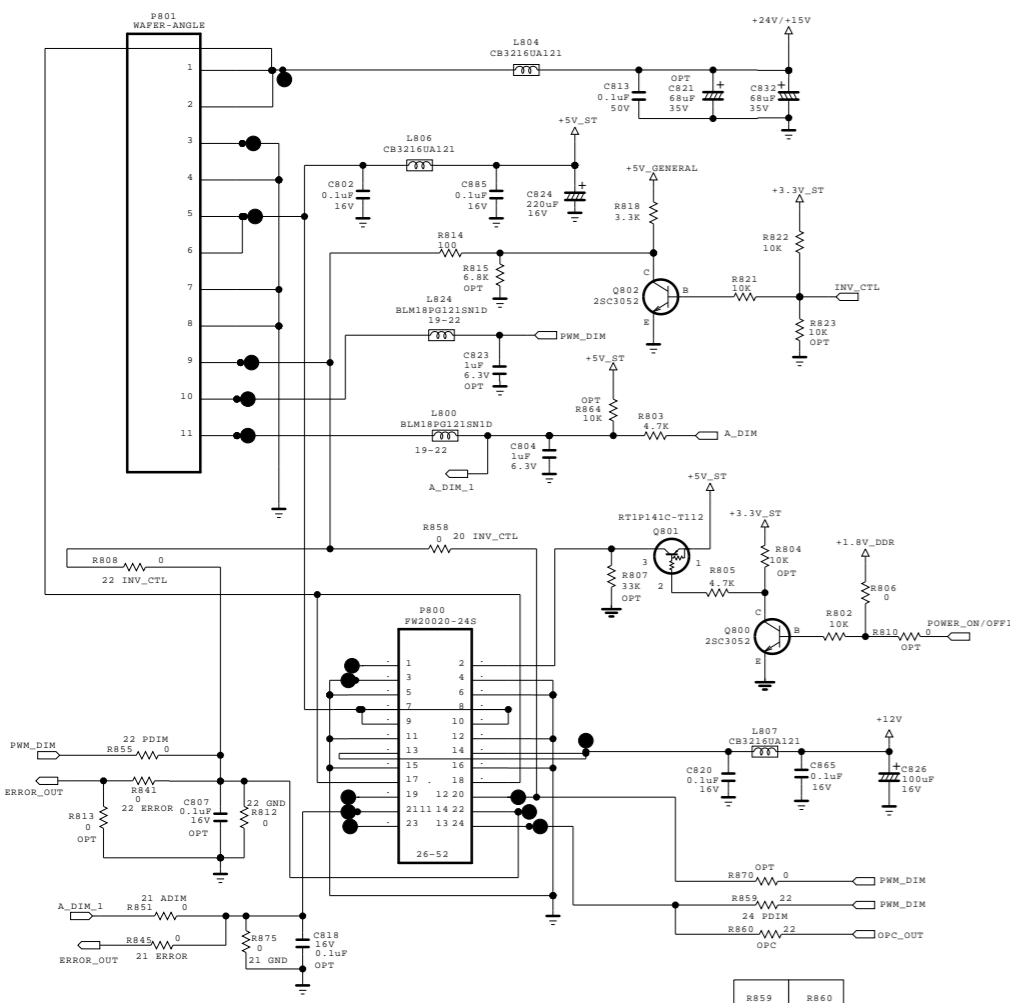 P801
WAFER-ANGLE
+24V/+15V
L804
CB3216UA121
1
C813
0.1uF
50V
OPT
C821
68uF
35V
C832
68uF
35V
2
+5V_ST
3
L806
CB3216UA121
+5V_GENERAL
4
C802
0.1uF
16V
C885
0.1uF
16V
C824
220uF
16V
+3.3V_ST
R818
3.3K
5
R814
100
R822
10K
6
R815
6.8K
OPT
C
Q802
2SC3052
B
E
R821
10K
INV_CTL
7
L824
BLM18PG121SN1D
19-22
R823
10K
OPT
8
PWM_DIM
9
C823
1uF
6.3V
OPT
+5V_ST
10
OPT
R864
10K
L800
BLM18PG121SN1D
R803
4.7K
A_DIM
11
19-22
C804
1uF
6.3V
A_DIM_1
+5V_ST
RT1P141C-T112
Q801
+3.3V_ST
R858
0
20 INV_CTL
+1.8V_DDR
R808
0
22 INV_CTL
3
1
2
R807
33K
OPT
R804
10K
OPT
R805
4.7K
R806
0
P800
FW20020-24S
C
Q800
2SC3052
B
E
R802
10K
R810
0
OPT
POWER_ON/OFF1
1
2
3
4
5
6
7
8
9
10
11
12
13
14
15
16
17
.
18
19
12
20
21
11
14
22
23
13
24
26-52
+12V
L807
CB3216UA121
C820
0.1uF
16V
C865
0.1uF
16V
C826
100uF
16V
PWM_DIM
22 PDIM
R855
0
ERROR_OUT
R841
0
22 ERROR
R813
0
OPT
C807
0.1uF
16V
OPT
22 GND
R812
0
OPT
R870
0
PWM_DIM
R859
22
PWM_DIM
24 PDIM
R860
22
OPC_OUT
OPC
A_DIM_1
21 ADIM
R851
0
ERROR_OUT
R845
0
21 ERROR
R875
0
21 GND
C818
16V
0.1uF
OPT
R859
R860